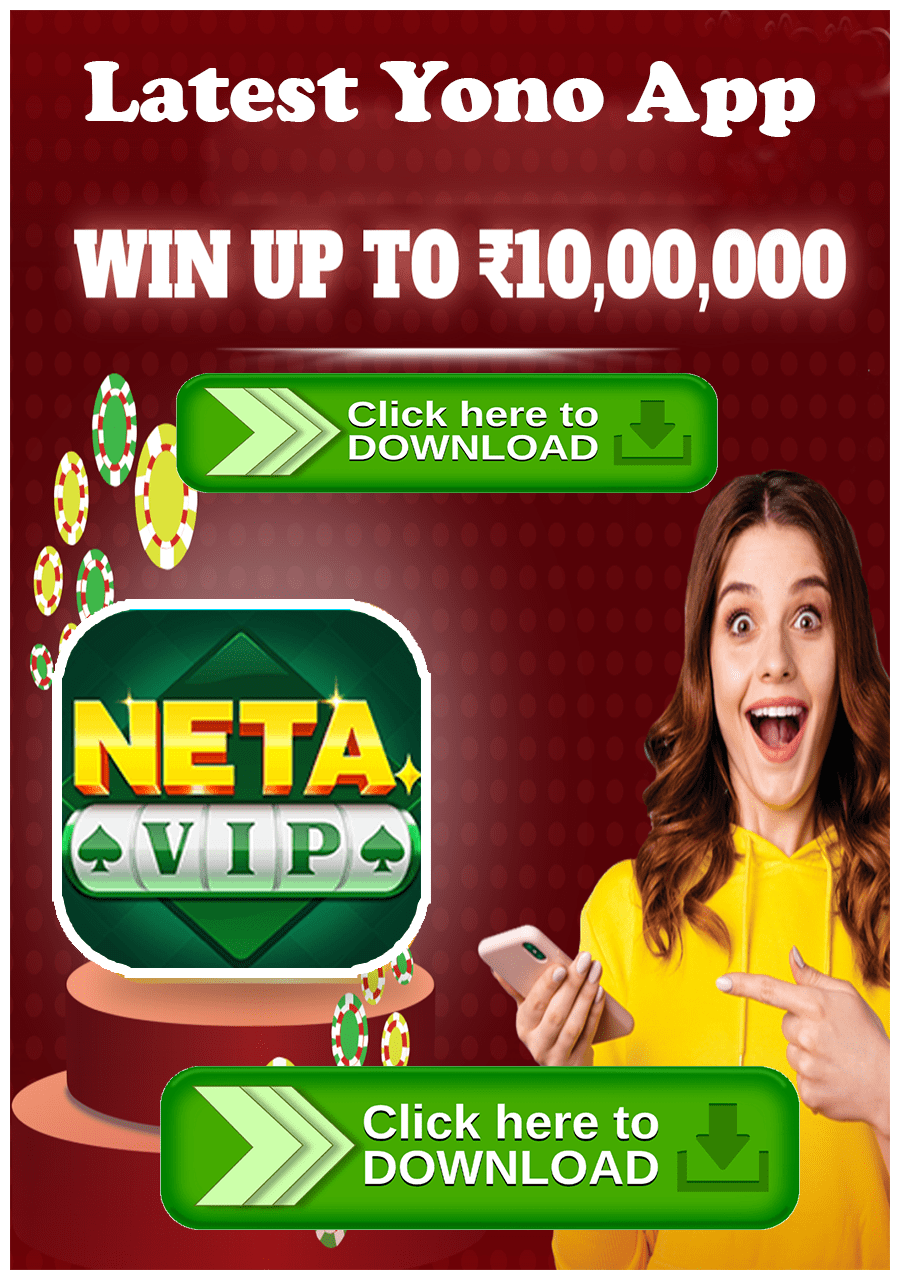 Latest Yono App
WIN UP TO ₹10,00,000
Click here to
DOWNLOAD
NETA
VIP
Click here to
DOWNLOAD